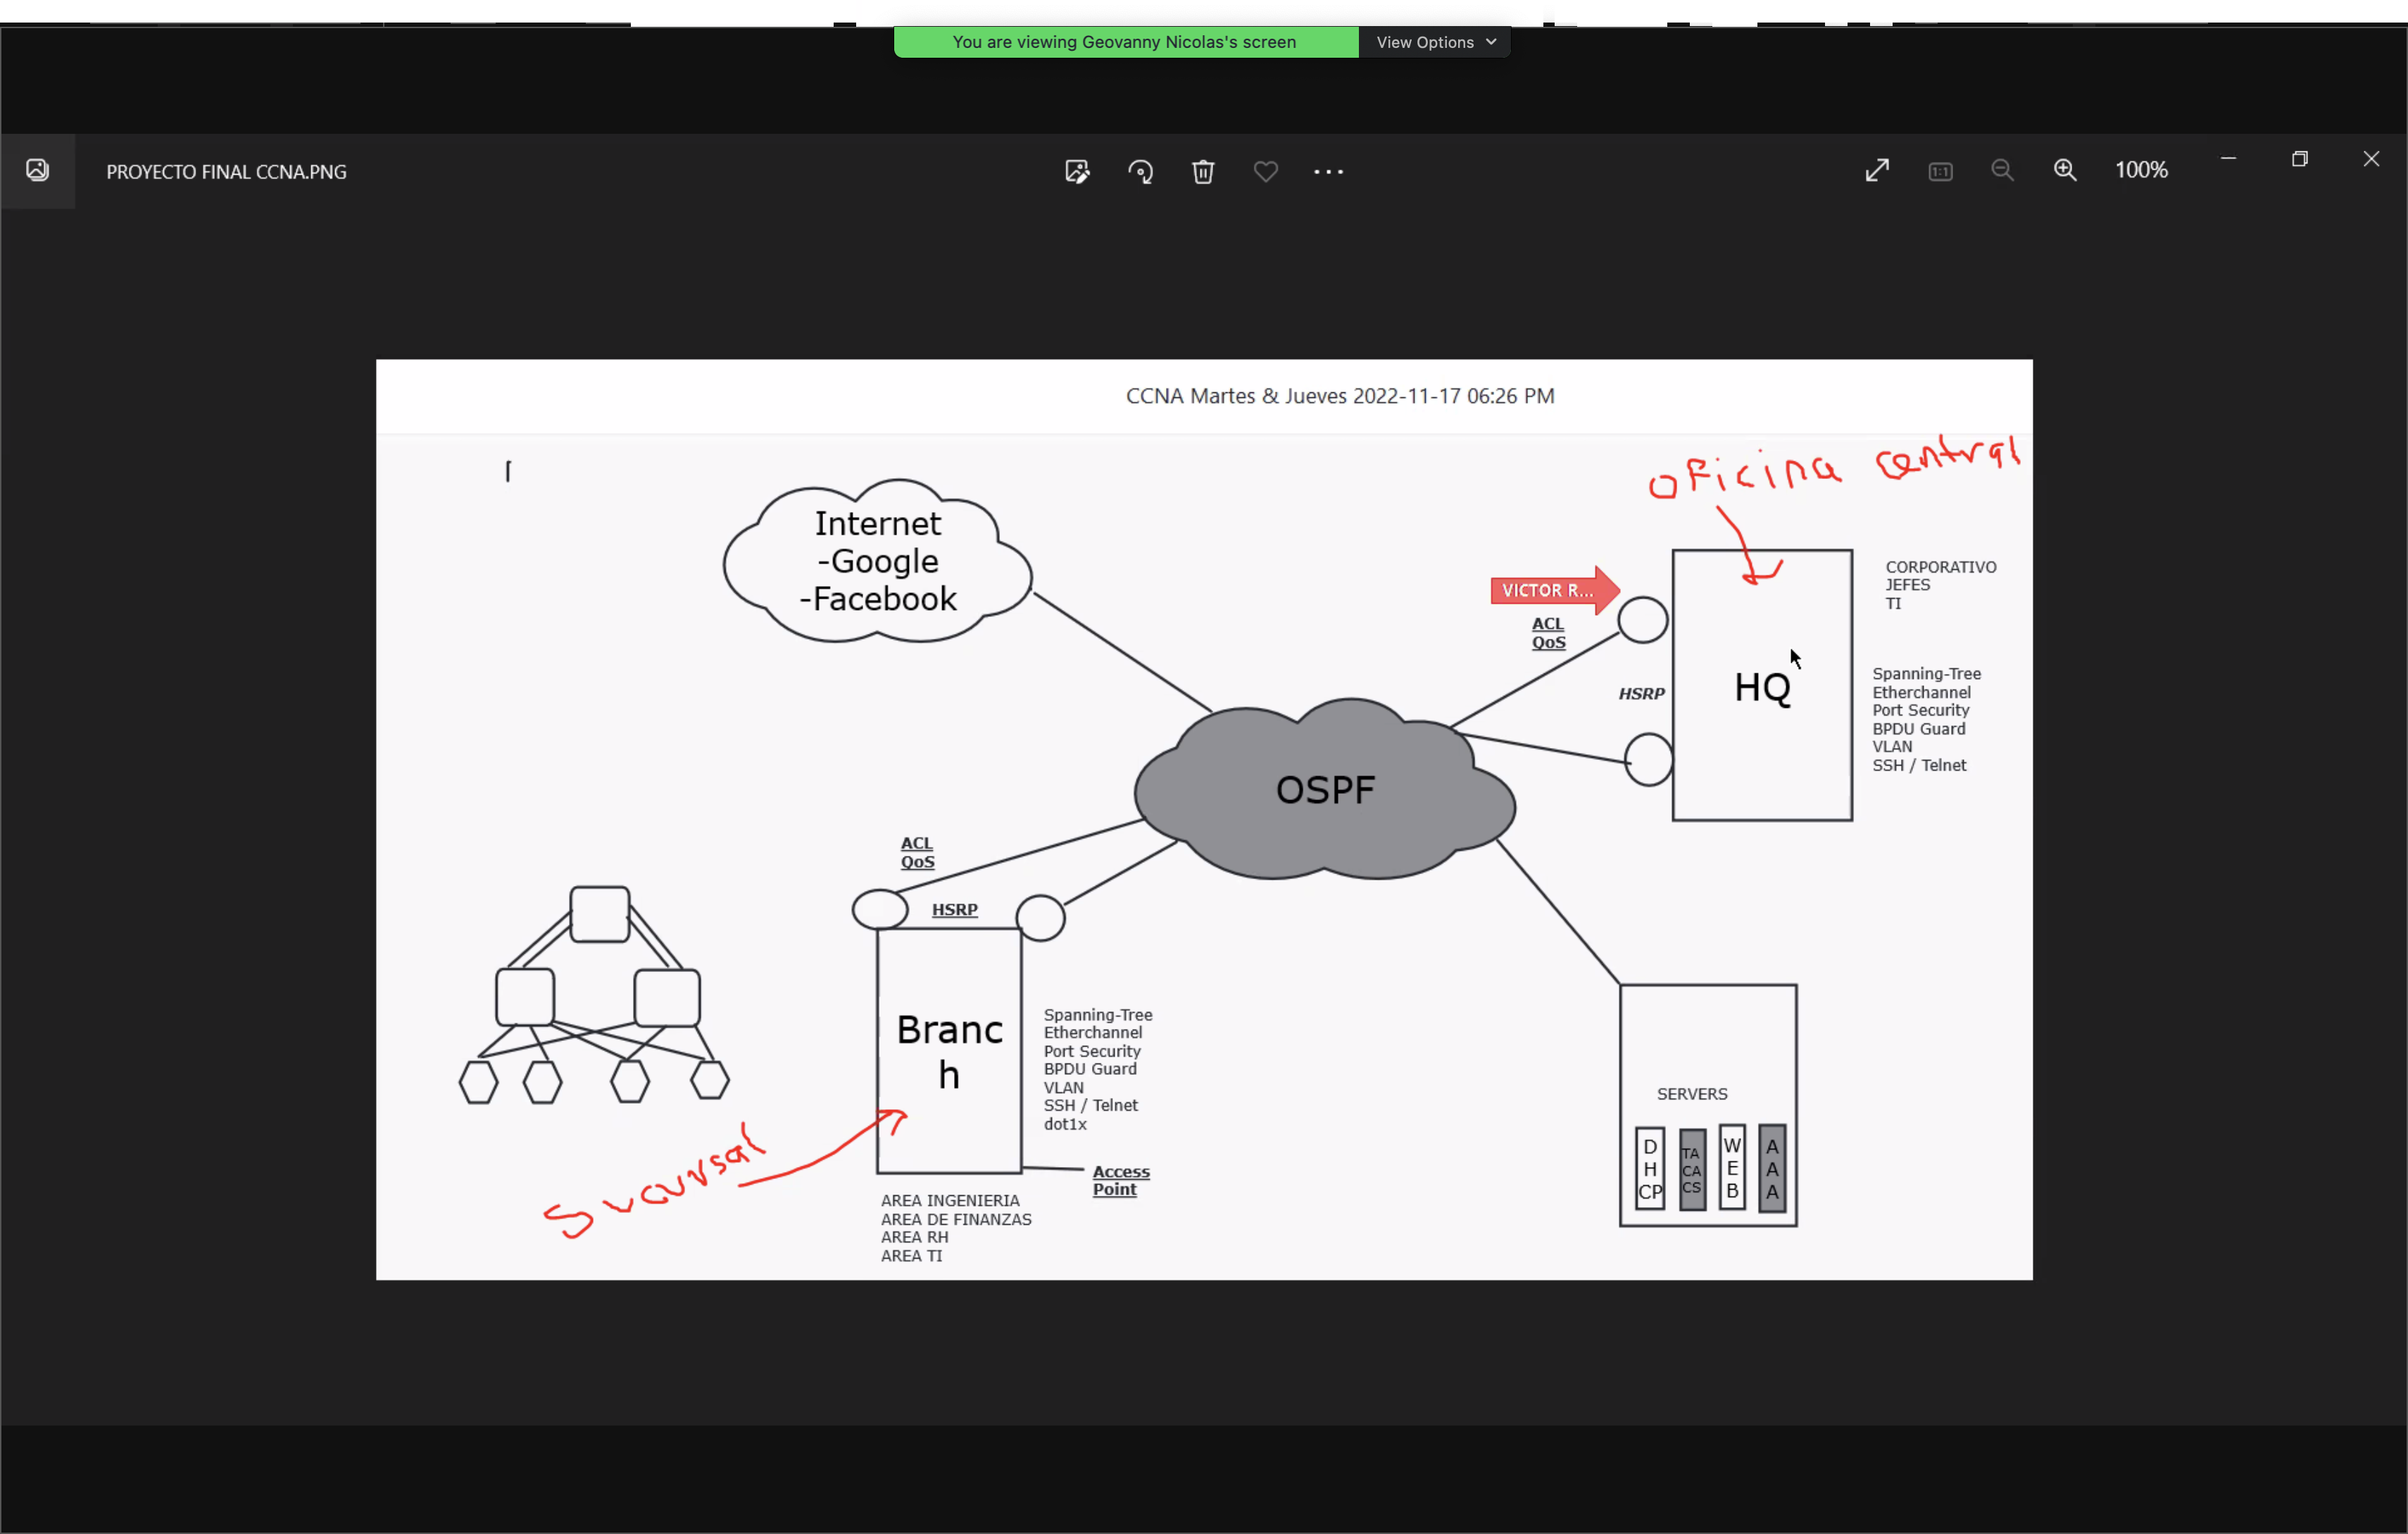 You are viewing Geovanny Nicolas's screen
View Options
PROYECTO FINAL CCNA.PNG
1:1
100%
CCNA Martes & Jueves 2022-11-17 06:26 PM
Oficina central
Internet
-Google
-Facebook
VICTOR R...
ACL
QoS
HSRP
HQ
CORPORATIVO
JEFES
TI
Spanning-Tree
Etherchannel
Port Security
BPDU Guard
VLAN
SSH / Telnet
OSPF
ACL
QoS
HSRP
Branc
h
Spanning-Tree
Etherchannel
Port Security
BPDU Guard
VLAN
SSH / Telnet
dot1x
Sucursal
Access
Point
AREA INGENIERIA
AREA DE FINANZAS
AREA RH
AREA TI
SERVERS
D
H
CP
TA
CA
CS
W
E
B
A
A
A